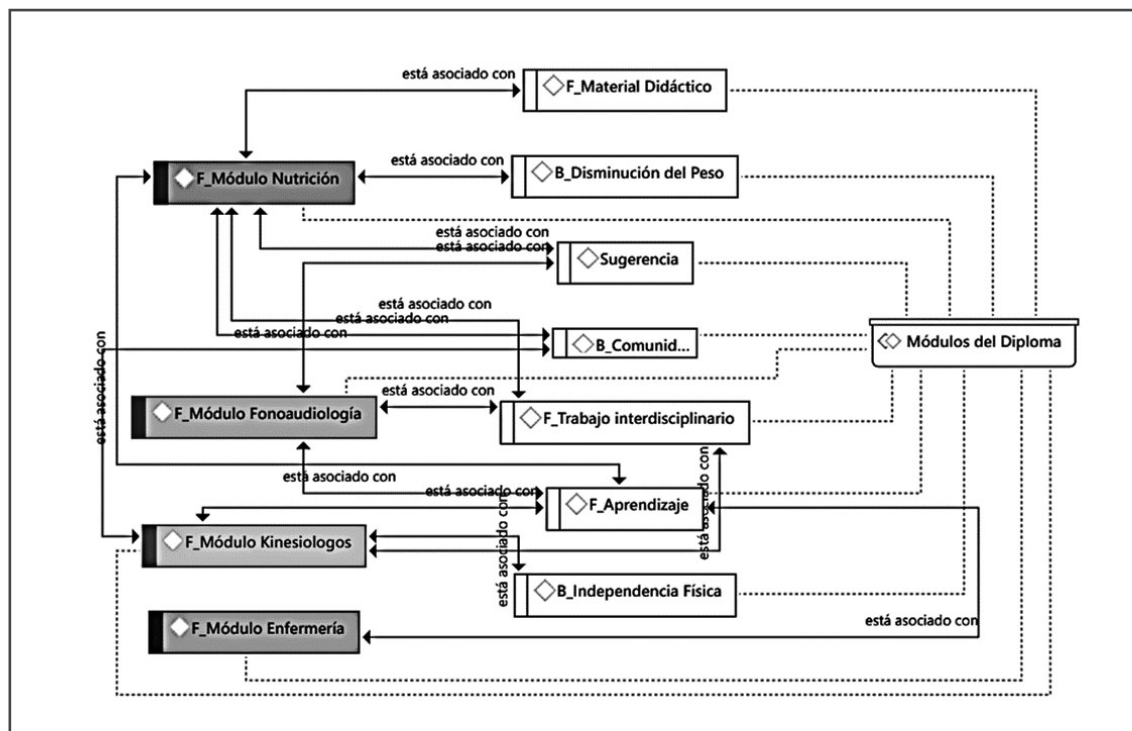 está asociado con
F_Material Didáctico
está asociado con
F_Módulo Nutrición
B_Disminución del Peso
está asociado con
está asociado con
Sugerencia
está asociado con
está asociado con
está asociado con
B_Comunid...
Módulos del Diploma
está asociado con
está asociado con
F_Módulo Fonoaudiología
F_Trabajo interdisciplinario
está asociado con
está asociado con
está asociado con
está asociado con
F_Aprendizaje
F_Módulo Kinesiologos
B_Independencia Física
está asociado con
F_Módulo Enfermería